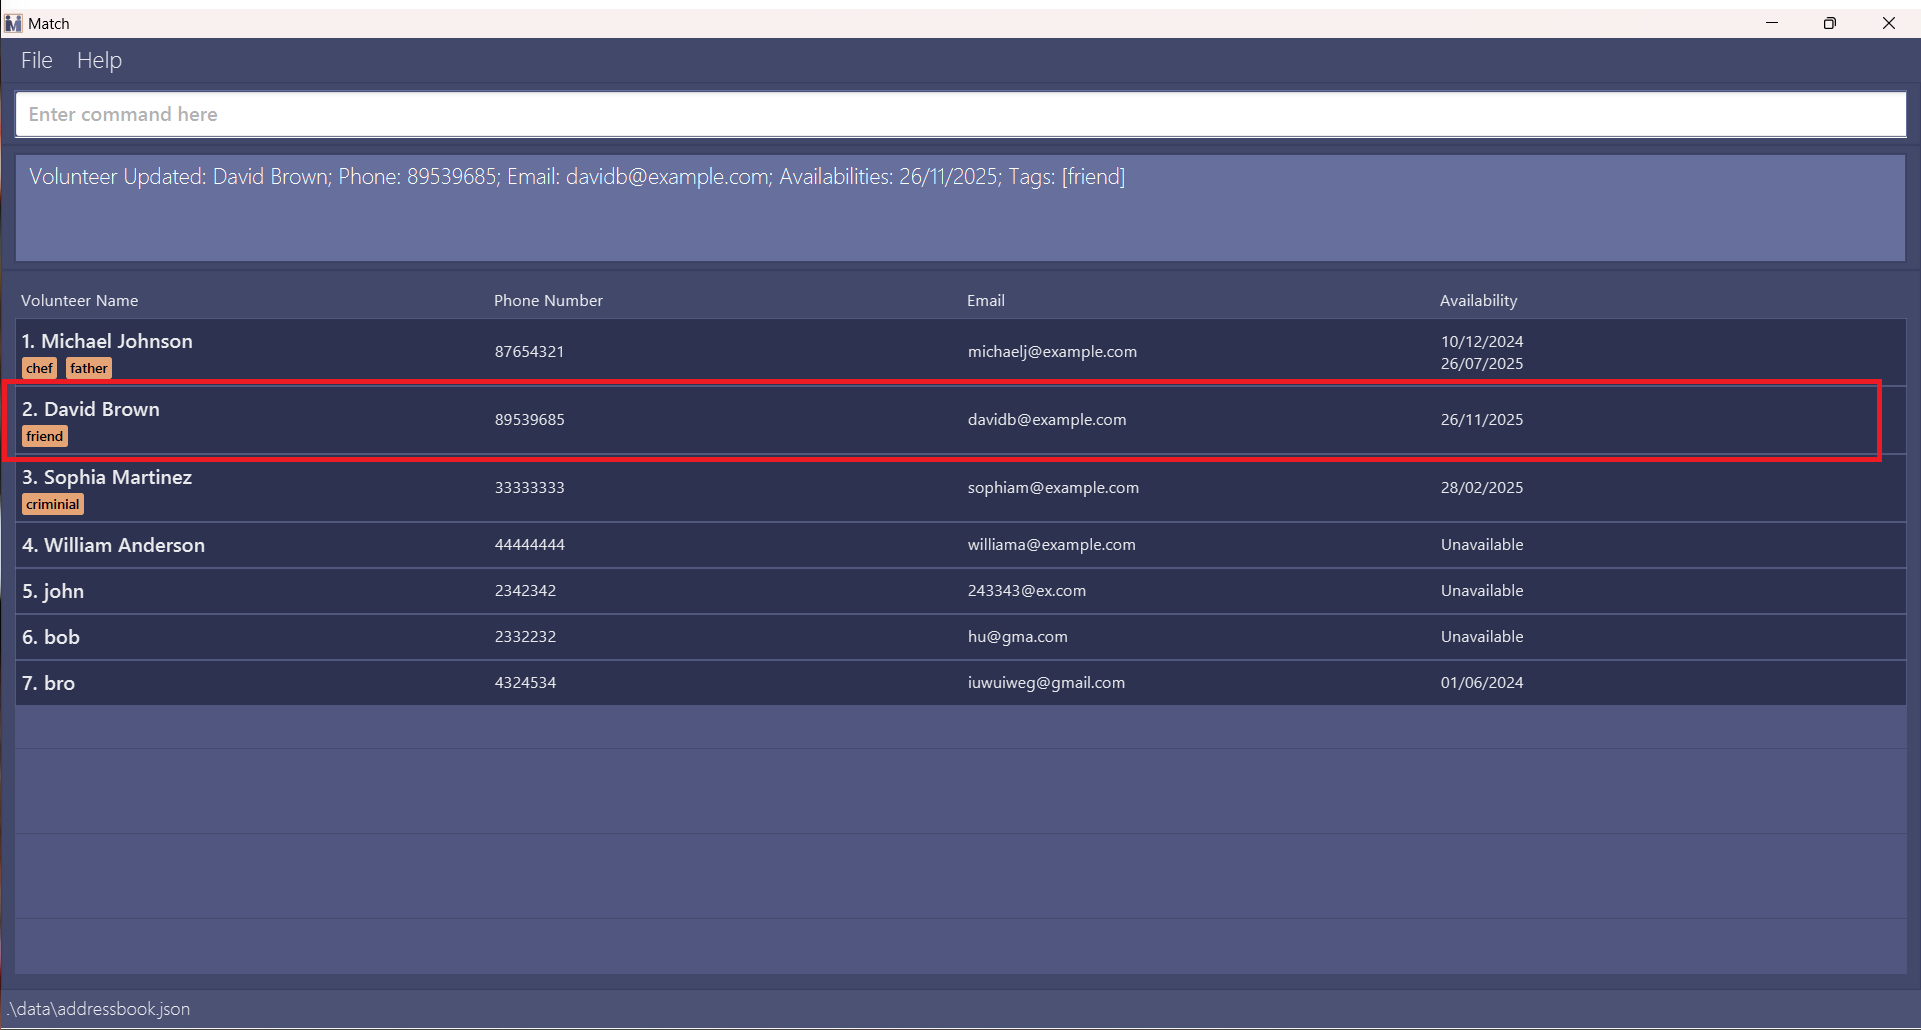 Match
File Help
Enter command here
Volunteer Updated: David Brown; Phone: 89539685; Email: davidb@example.com; Availabilities: 26/11/2025; Tags: [friend]
Volunteer Name Phone Number Email Availability
1. Michael Johnson 87654321 michaelj@example.com 10/12/2024
chef father 26/07/2025
2. David Brown 89539685 davidb@example.com 26/11/2025
friend
3. Sophia Martinez 33333333 sophiam@example.com 28/02/2025
criminial
4. William Anderson 44444444 williama@example.com Unavailable
5. john 2342342 243343@ex.com Unavailable
6. bob 2332232 hu@gma.com Unavailable
7. bro 4324534 iuwuiweg@gmail.com 01/06/2024
.\data\addressbook.json